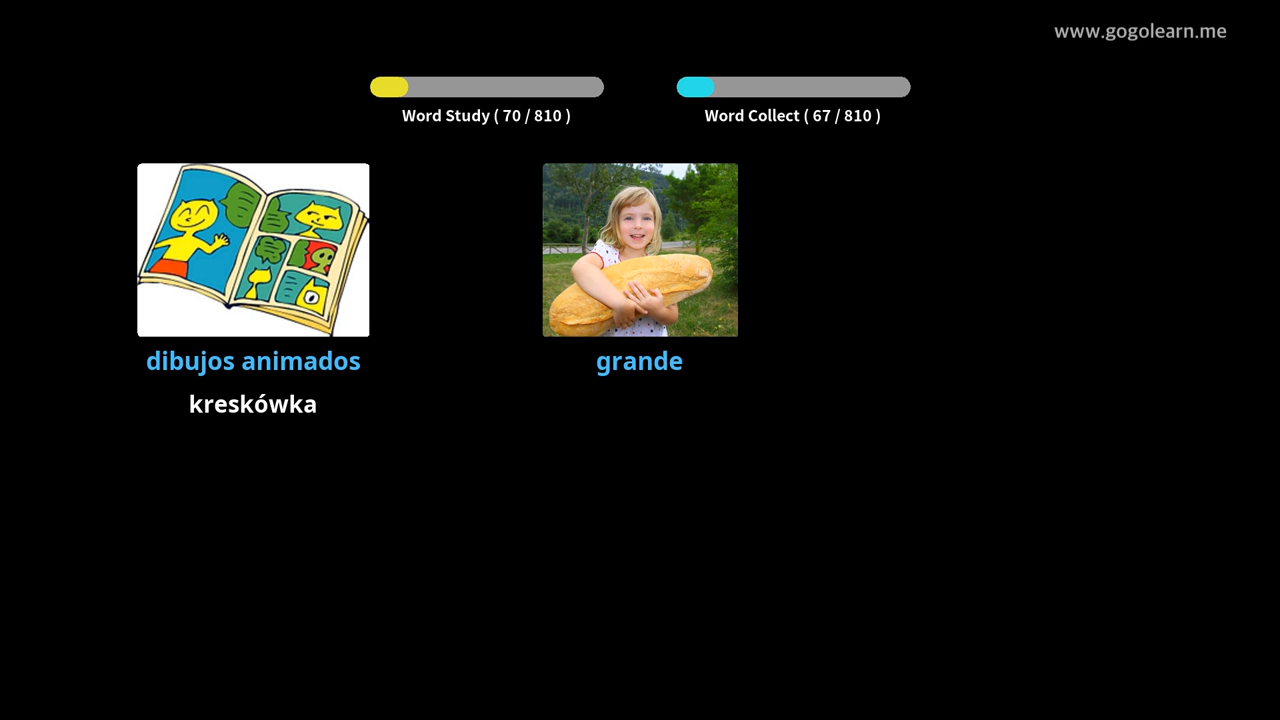 www.gogolearn.me
Word Study ( 70 / 810 )
Word Collect ( 67 / 810 )
dibujos animados
grande
kreskówka